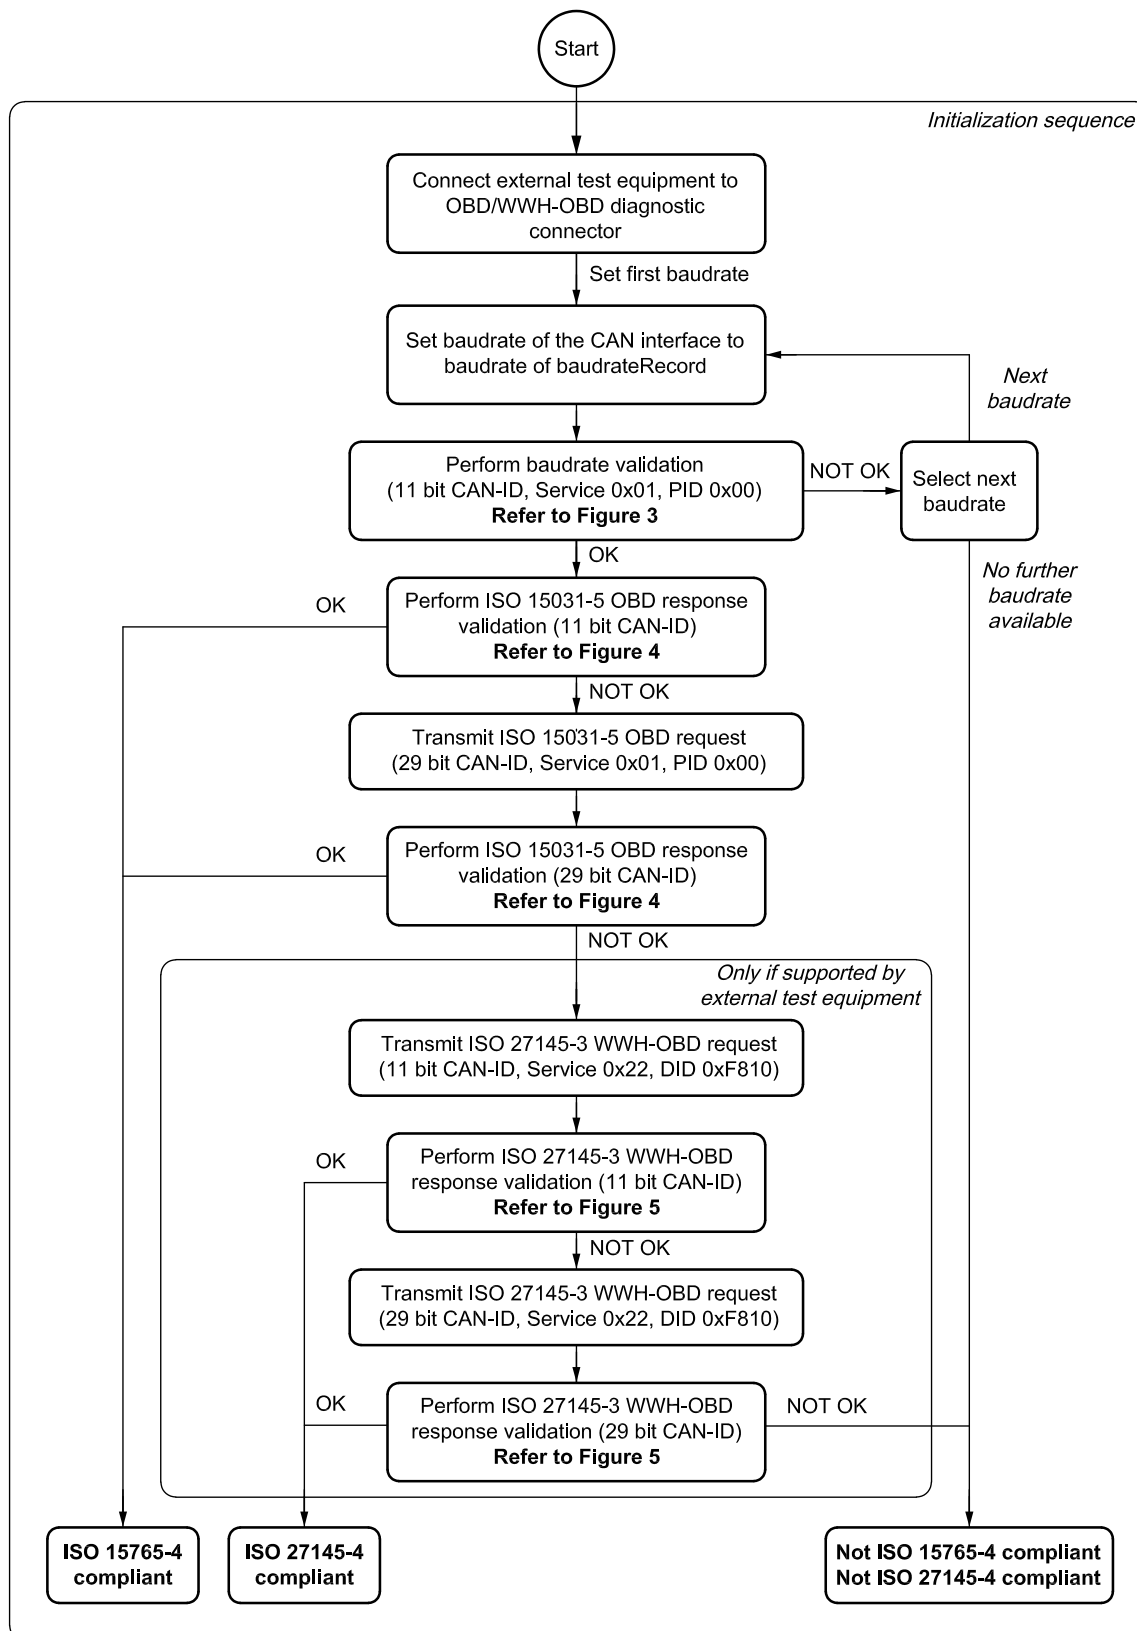 Start
Initialization sequence
Connect external test equipment to
OBD/WWH-OBD diagnostic
connector
Set first baudrate
Set baudrate of the CAN interface to
baudrate of baudrateRecord
Next
baudrate
Perform baudrate validation
(11 bit CAN-ID, Service 0x01, PID 0x00)
Refer to Figure 3
NOT OK
Select next
baudrate
OK
No further
baudrate
available
OK
Perform ISO 15031-5 OBD response
validation (11 bit CAN-ID)
Refer to Figure 4
NOT OK
Transmit ISO 15031-5 OBD request
(29 bit CAN-ID, Service 0x01, PID 0x00)
OK
Perform ISO 15031-5 OBD response
validation (29 bit CAN-ID)
Refer to Figure 4
NOT OK
Only if supported by
external test equipment
Transmit ISO 27145-3 WWH-OBD request
(11 bit CAN-ID, Service 0x22, DID 0xF810)
OK
Perform ISO 27145-3 WWH-OBD
response validation (11 bit CAN-ID)
Refer to Figure 5
NOT OK
Transmit ISO 27145-3 WWH-OBD request
(29 bit CAN-ID, Service 0x22, DID 0xF810)
OK
Perform ISO 27145-3 WWH-OBD
response validation (29 bit CAN-ID)
Refer to Figure 5
NOT OK
ISO 15765-4
compliant
ISO 27145-4
compliant
Not ISO 15765-4 compliant
Not ISO 27145-4 compliant